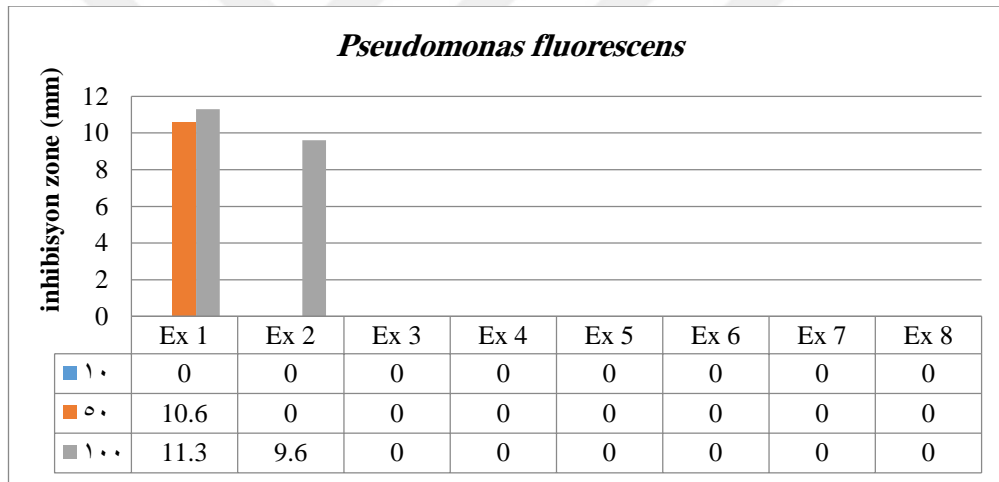 Pseudomonas fluorescens
inhibisyon zone (mm)
12
10
8
6
4
2
0
Ex 1 Ex 2 Ex 3 Ex 4 Ex 5 Ex 6 Ex 7 Ex 8
١٠ 0 0 0 0 0 0 0 0
٥٠ 10.6 0 0 0 0 0 0 0
١٠٠ 11.3 9.6 0 0 0 0 0 0